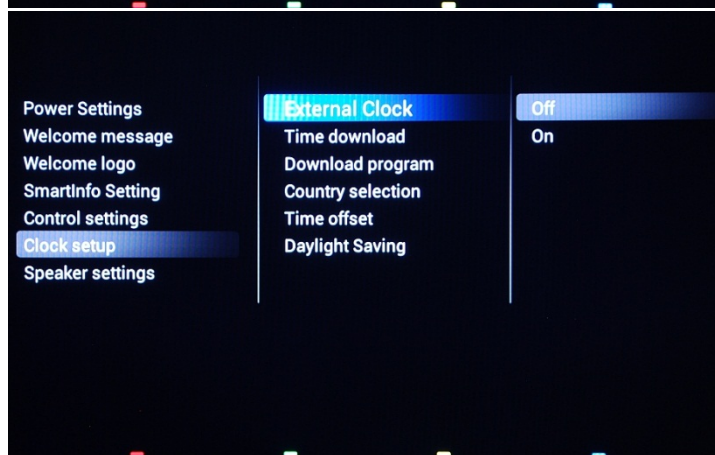 Power Settings
Welcome message
Welcome logo
SmartInfo Setting
Control settings
Clock setup
Speaker settings
External Clock
Time download
Download program
Country selection
Time offset
Daylight Saving
Off
On